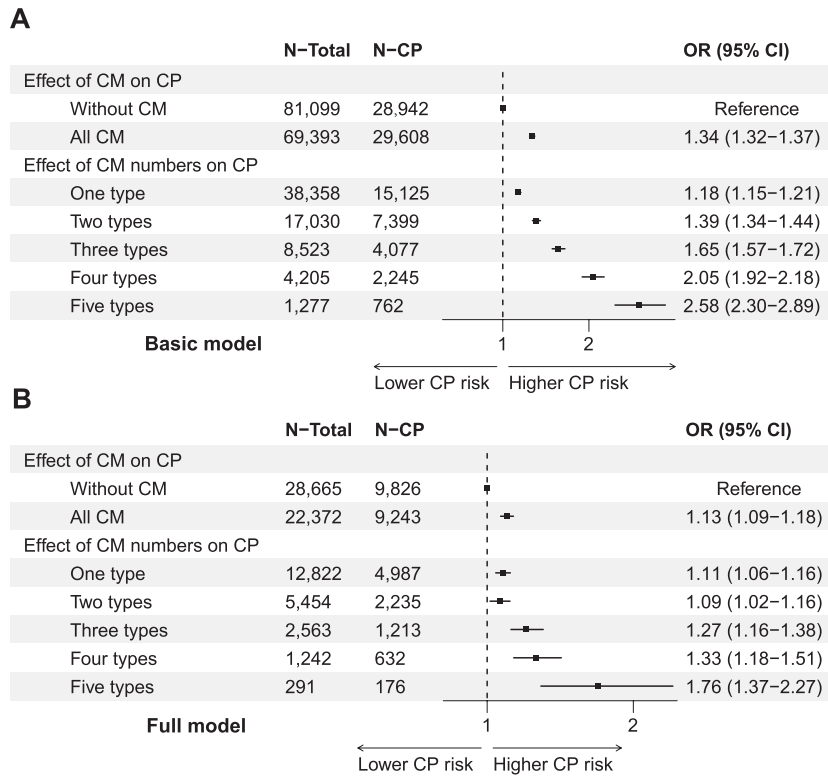 A
N−Total N−CP OR (95% CI)
Effect of CM on CP
Without CM 81,099 28,942 Reference
All CM 69,393 29,608 1.34 (1.32−1.37)
Effect of CM numbers on CP
One type 38,358 15,125 1.18 (1.15−1.21)
Two types 17,030 7,399 1.39 (1.34−1.44)
Three types 8,523 4,077 1.65 (1.57−1.72)
Four types 4,205 2,245 2.05 (1.92−2.18)
Five types 1,277 762 2.58 (2.30−2.89)
Basic model 1 2
Lower CP risk Higher CP risk
B
N−Total N−CP OR (95% CI)
Effect of CM on CP
Without CM 28,665 9,826 Reference
All CM 22,372 9,243 1.13 (1.09−1.18)
Effect of CM numbers on CP
One type 12,822 4,987 1.11 (1.06−1.16)
Two types 5,454 2,235 1.09 (1.02−1.16)
Three types 2,563 1,213 1.27 (1.16−1.38)
Four types 1,242 632 1.33 (1.18−1.51)
Five types 291 176 1.76 (1.37−2.27)
Full model 1 2
Lower CP risk Higher CP risk